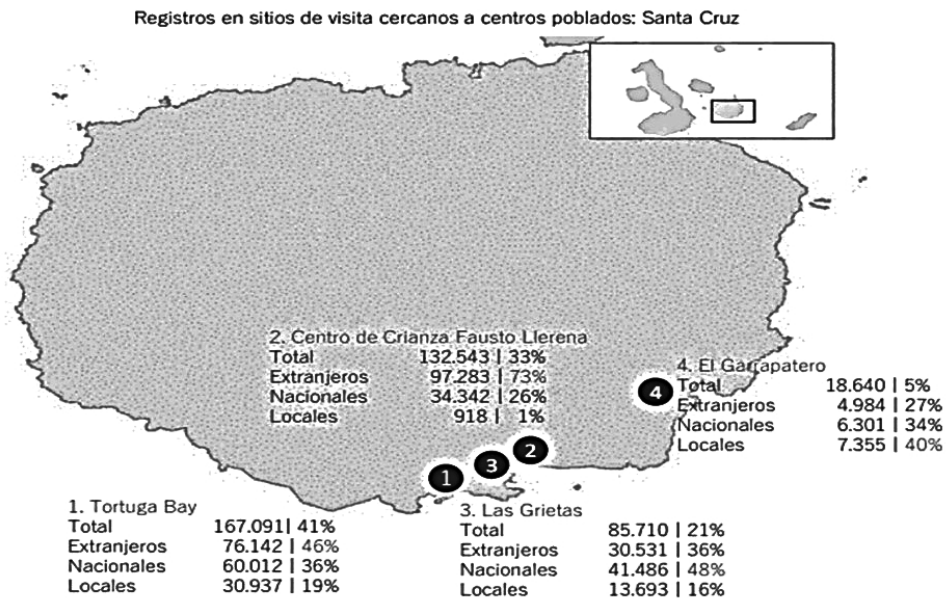 Registros en sitios de visita cercanos a centros poblados: Santa Cruz
2. Centro de Crianza Fausto Llerena
Total 132.543 | 33%
Extranjeros 97.283 | 73%
Nacionales 34.342 | 26%
Locales 918 | 1%
4. El Garrapatero
Total 18.640 | 5%
Extranjeros 4.984 | 27%
Nacionales 6.301 | 34%
Locales 7.355 | 40%
4
2
3
1
1. Tortuga Bay
Total 167.091| 41%
Extranjeros 76.142 | 46%
Nacionales 60.012 | 36%
Locales 30.937 | 19%
3. Las Grietas
Total 85.710 | 21%
Extranjeros 30.531 | 36%
Nacionales 41.486 | 48%
Locales 13.693 | 16%